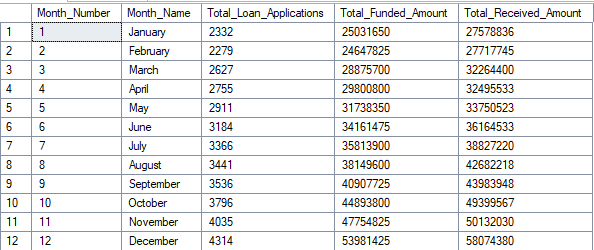 Month_Number Month_Name Total_Loan_Applications Total_Funded_Amount Total_Received_Amount
1 1 January 2332 25031650 27578836
2 2 February 2279 24647825 27717745
3 3 March 2627 28875700 32264400
4 4 April 2755 29800800 32495533
5 5 May 2911 31738350 33750523
6 6 June 3184 34161475 36164533
7 7 July 3366 35813900 38827220
8 8 August 3441 38149600 42682218
9 9 September 3536 40907725 43983948
10 10 October 3796 44893800 49399567
11 11 November 4035 47754825 50132030
12 12 December 4314 53981425 58074380